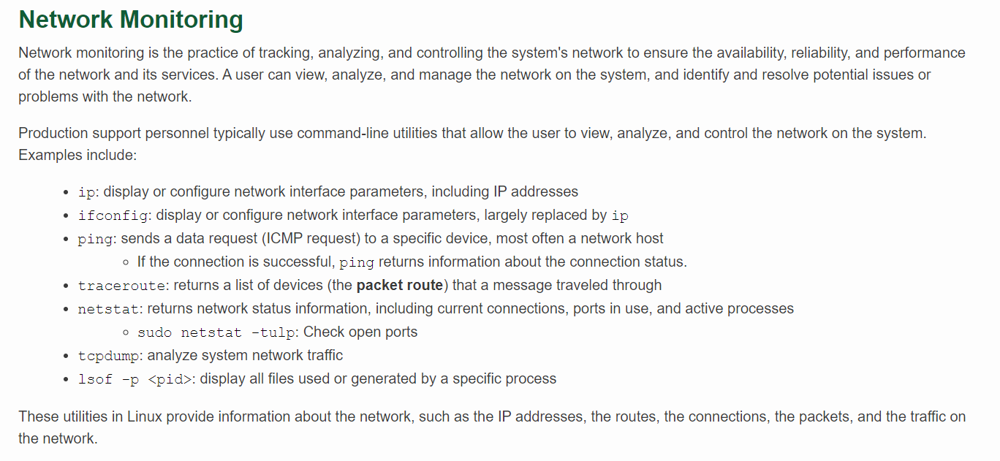 Network Monitoring
Network monitoring is the practice of tracking, analyzing, and controlling the system's network to ensure the availability, reliability, and performance
of the network and its services. A user can view, analyze, and manage the network on the system, and identify and resolve potential issues or
problems with the network.
Production support personnel typically use command-line utilities that allow the user to view, analyze, and control the network on the system.
Examples include:
• ip: display or configure network interface parameters, including IP addresses
• ifconfig: display or configure network interface parameters, largely replaced by ip
• ping: sends a data request (ICMP request) to a specific device, most often a network host
◦ If the connection is successful, ping returns information about the connection status.
• traceroute: returns a list of devices (the packet route) that a message traveled through
• netstat: returns network status information, including current connections, ports in use, and active processes
◦ sudo netstat -tulp: Check open ports
• tcpdump: analyze system network traffic
• lsof -p <pid>: display all files used or generated by a specific process
These utilities in Linux provide information about the network, such as the IP addresses, the routes, the connections, the packets, and the traffic on
the network.